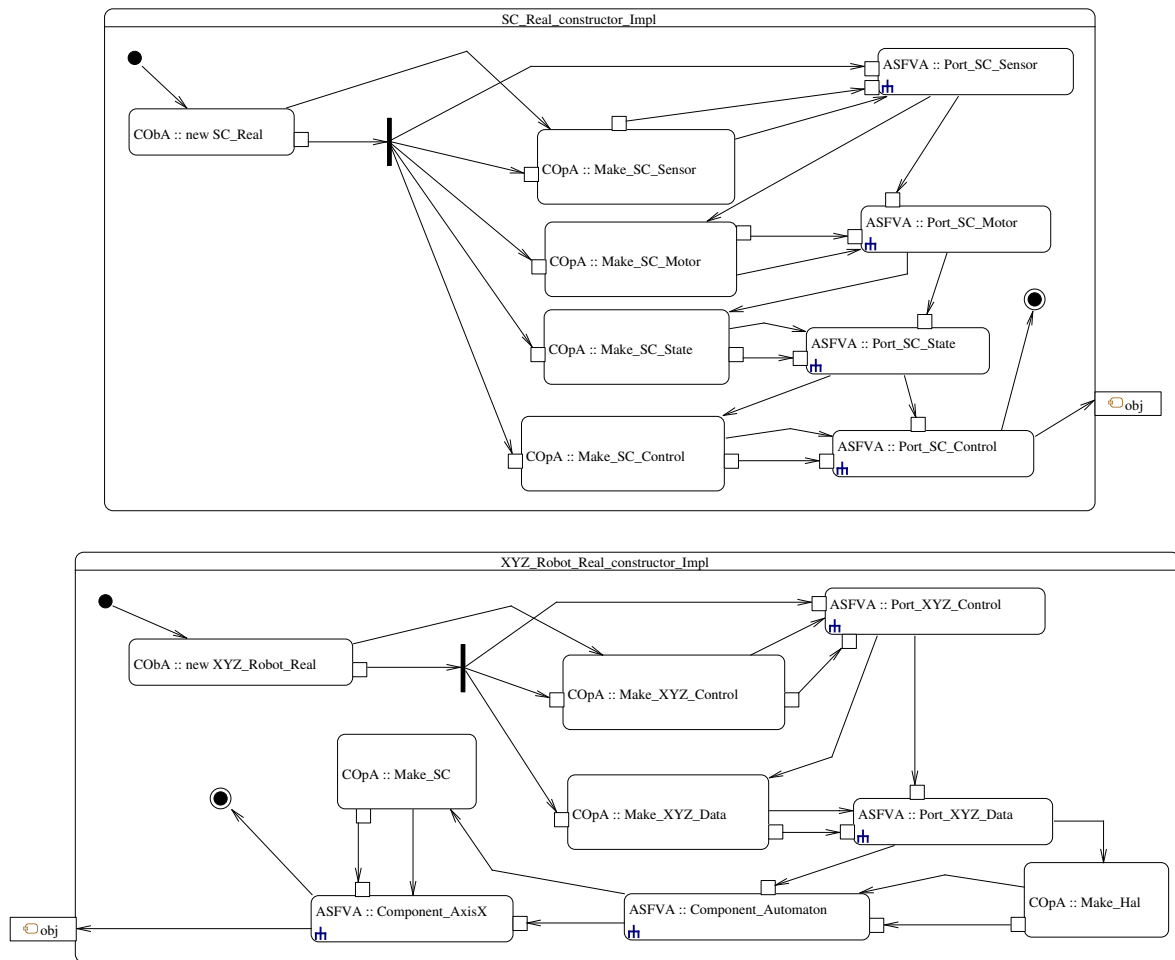 SC_Real_constructor_Impl
ASFVA :: Port_SC_Sensor
CObA :: new SC_Real
COpA :: Make_SC_Sensor
ASFVA :: Port_SC_Motor
COpA :: Make_SC_Motor
COpA :: Make_SC_State
ASFVA :: Port_SC_State
obj
COpA :: Make_SC_Control
ASFVA :: Port_SC_Control
XYZ_Robot_Real_constructor_Impl
ASFVA :: Port_XYZ_Control
CObA :: new XYZ_Robot_Real
COpA :: Make_XYZ_Control
COpA :: Make_SC
COpA :: Make_XYZ_Data
ASFVA :: Port_XYZ_Data
ASFVA :: Component_AxisX
ASFVA :: Component_Automaton
COpA :: Make_Hal
obj